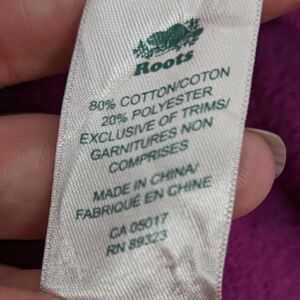 Roots
80% COTTON/COTON
20% POLYESTER
EXCLUSIVE OF TRIMS/
GARNITURES NON
COMPRISES
MADE IN CHINA/
FABRIQUÉ EN CHINE
CA 05017
RN 89323